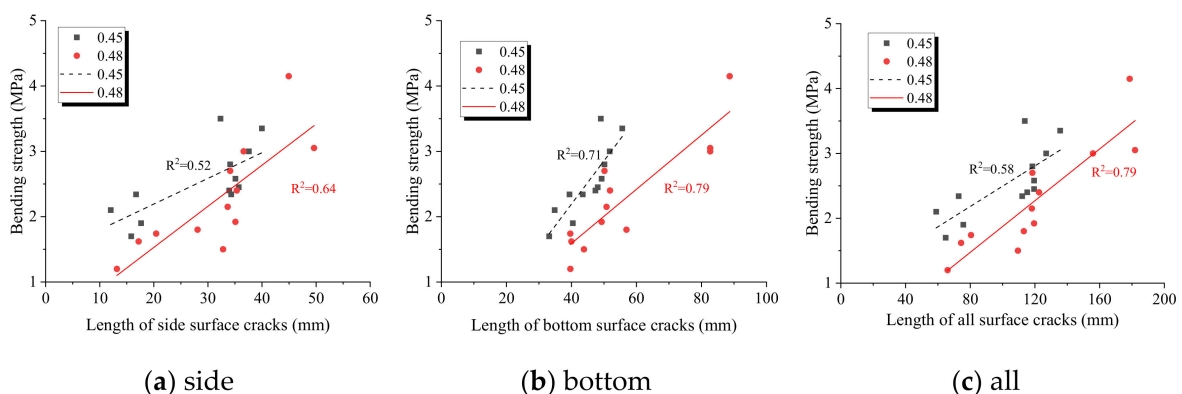 5
4
3
2
1
Bending strength (MPa)
0.45
0.48
0.45
0.48
R²=0.52
R²=0.64
0 10 20 30 40 50 60
Length of side surface cracks (mm)
(a) side
5
4
3
2
1
Bending strength (MPa)
0.45
0.48
0.45
0.48
R²=0.71
R²=0.79
0 20 40 60 80 100
Length of bottom surface cracks (mm)
(b) bottom
5
4
3
2
1
Bending strength (MPa)
0.45
0.48
0.45
0.48
R²=0.58
R²=0.79
0 40 80 120 160 200
Length of all surface cracks (mm)
(c) all